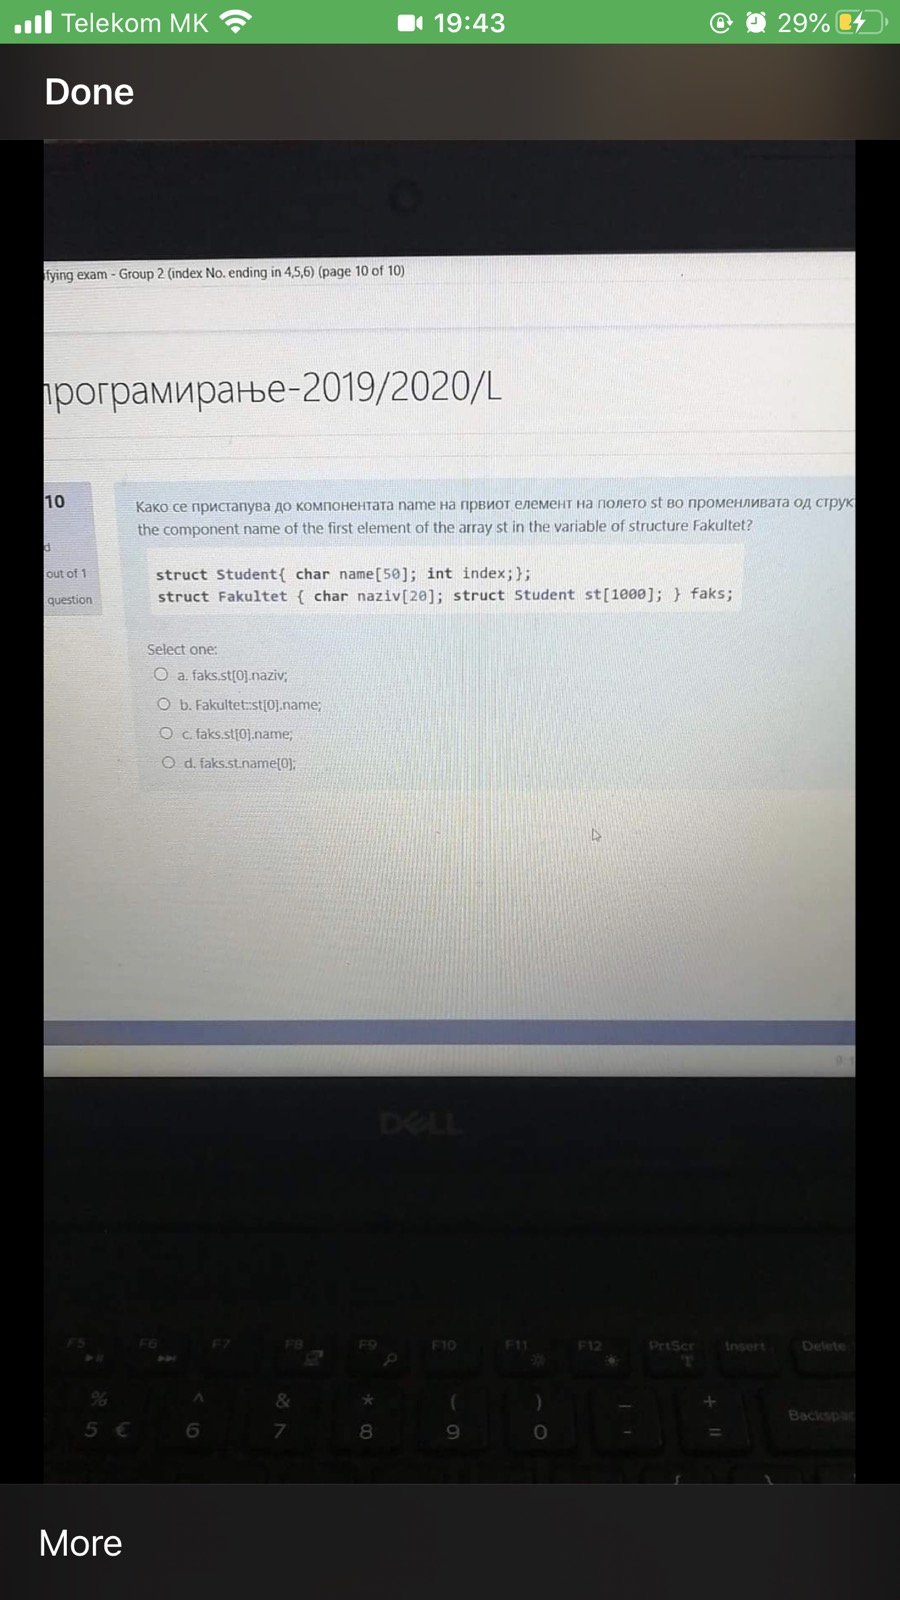 Telekom MK 19:43 29%
Done
ifying exam - Group 2 (index No. ending in 4,5,6) (page 10 of 10)
програмирање-2019/2020/L
10
d
out of 1
question
Како се пристапува до компонентата name на првиот елемент на полето st во променливата од струк
the component name of the first element of the array st in the variable of structure Fakultet?
struct Student{ char name[50]; int index;};
struct Fakultet { char naziv[20]; struct Student st[1000]; } faks;
Select one:
a. faks.st[0].naziv;
b. Fakultet::st[0].name;
c. faks.st[0].name;
d. faks.st.name[0];
DELL
F5 F6 F7 F8 F9 F10 F11 F12 PrtScr Insert Delete
% ^ & * ( ) _ +
5 € 6 7 8 9 0 - =
Backspac
More